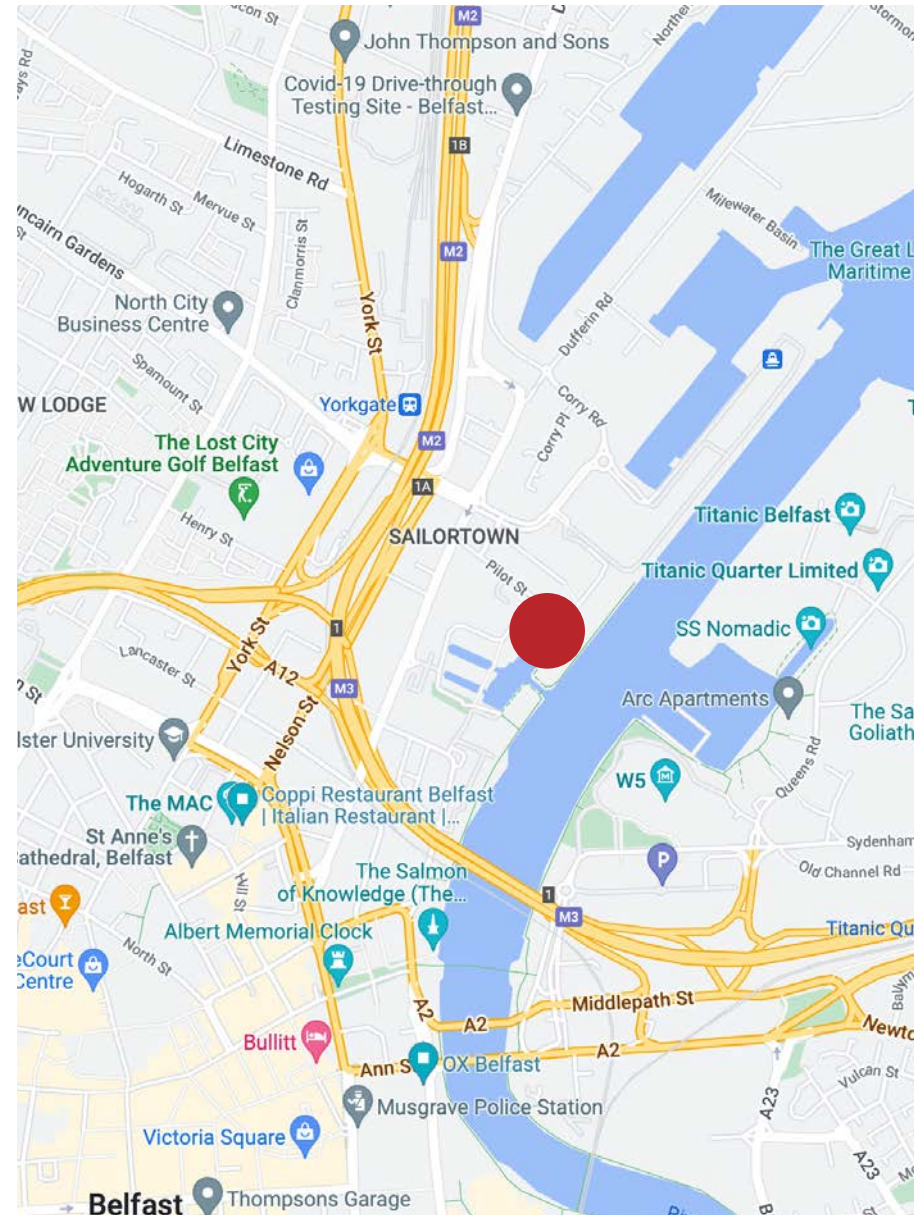 M2
John Thompson and Sons
Covid-19 Drive-through
Testing Site - Belfast...
1B
Limestone Rd
Hogarth St
Mervue St
Clanmorris St
Gardens
M2
York St
Milewater Basin
The Great L
Maritime
North City
Business Centre
Dufferin Rd
Spamount St
Corry Rd
Corry Pl
W LODGE
Yorkgate
M2
The Lost City
Adventure Golf Belfast
1A
Henry St
SAILORTOWN
Titanic Belfast
Pilot St
Titanic Quarter Limited
SS Nomadic
1
York St
A12
Lancaster St
M3
Arc Apartments
The Sa
Goliath
Nelson St
lster University
Queens Rd
W5
The MAC
Coppi Restaurant Belfast
| Italian Restaurant |...
St Anne's
athedral, Belfast
Sydenham
P
Old Channel Rd
Hill St
The Salmon
of Knowledge (The...
1
M3
ast
Albert Memorial Clock
North St
Titanic Qu
eCourt
Centre
A2
Middlepath St
A2
Ballym
Newto
Bullitt
A2
Ann S
OX Belfast
Vulcan St
Musgrave Police Station
A23
Victoria Square
A23
Belfast
Thompsons Garage
B